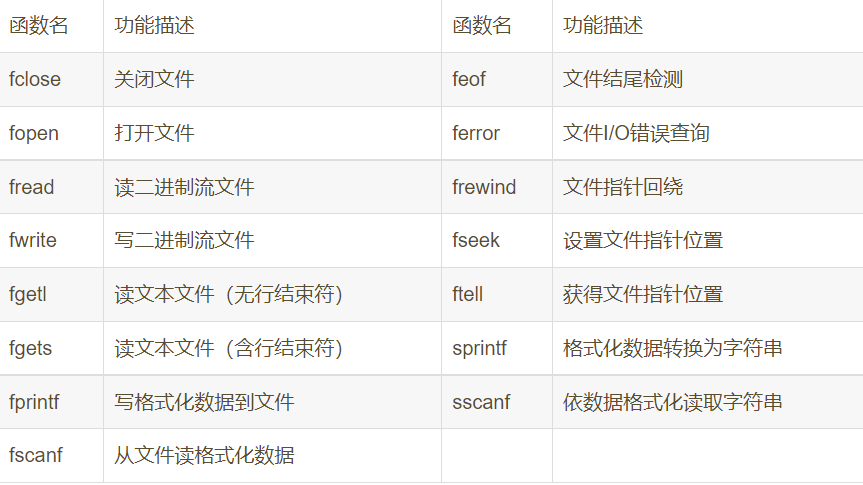 函数名 功能描述 函数名 功能描述
fclose 关闭文件 feof 文件结尾检测
fopen 打开文件 ferror 文件I/O错误查询
fread 读二进制流文件 frewind 文件指针回绕
fwrite 写二进制流文件 fseek 设置文件指针位置
fgetl 读文本文件（无行结束符） ftell 获得文件指针位置
fgets 读文本文件（含行结束符） sprintf 格式化数据转换为字符串
fprintf 写格式化数据到文件 sscanf 依数据格式化读取字符串
fscanf 从文件读格式化数据